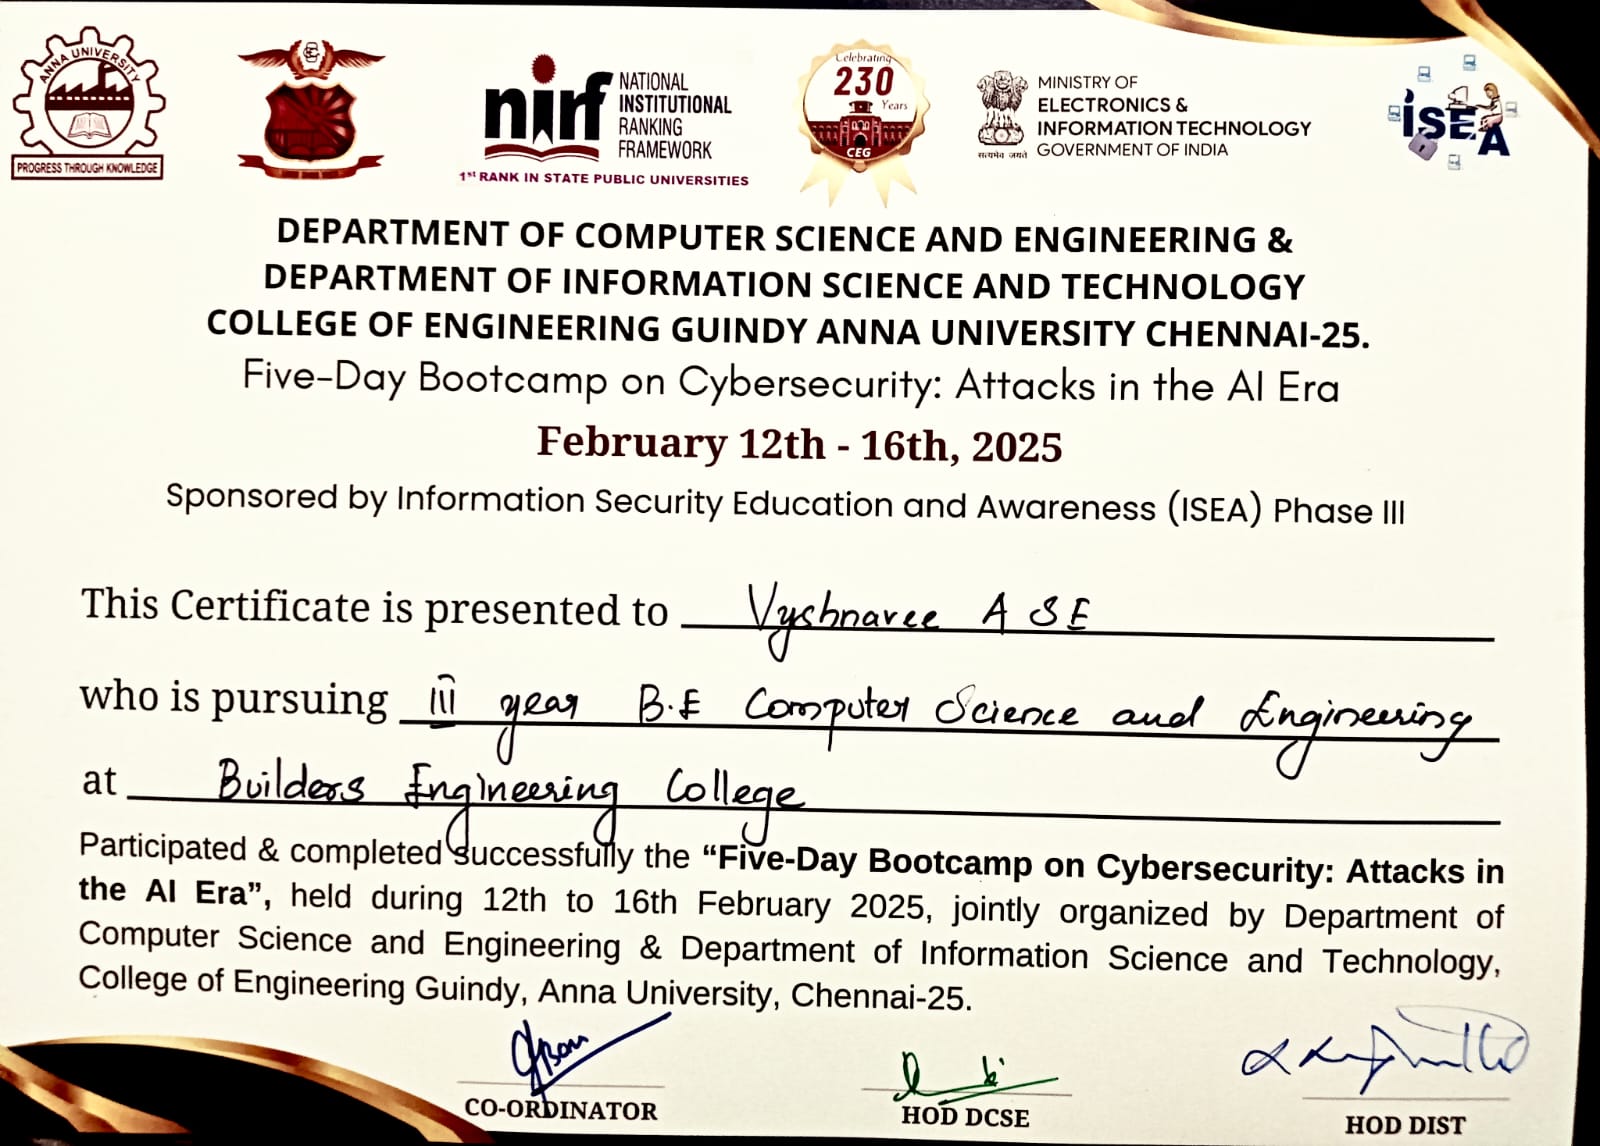 ANNA UNIVERSITY
PROGRESS THROUGH KNOWLEDGE
nirf
NATIONAL
INSTITUTIONAL
RANKING
FRAMEWORK
1st RANK IN STATE PUBLIC UNIVERSITIES
Celebrating
230
Years
CEG
सत्यमेव जयते
MINISTRY OF
ELECTRONICS &
INFORMATION TECHNOLOGY
GOVERNMENT OF INDIA
ISEA
DEPARTMENT OF COMPUTER SCIENCE AND ENGINEERING &
DEPARTMENT OF INFORMATION SCIENCE AND TECHNOLOGY
COLLEGE OF ENGINEERING GUINDY ANNA UNIVERSITY CHENNAI-25.
Five-Day Bootcamp on Cybersecurity: Attacks in the AI Era
February 12th - 16th, 2025
Sponsored by Information Security Education and Awareness (ISEA) Phase III
This Certificate is presented to Vyshnavee A S E
who is pursuing III year B.E Computer Science and Engineering
at Builders Engineering College
Participated & completed successfully the “Five-Day Bootcamp on Cybersecurity: Attacks in
the AI Era”, held during 12th to 16th February 2025, jointly organized by Department of
Computer Science and Engineering & Department of Information Science and Technology,
College of Engineering Guindy, Anna University, Chennai-25.
CO-ORDINATOR
HOD DCSE
HOD DIST